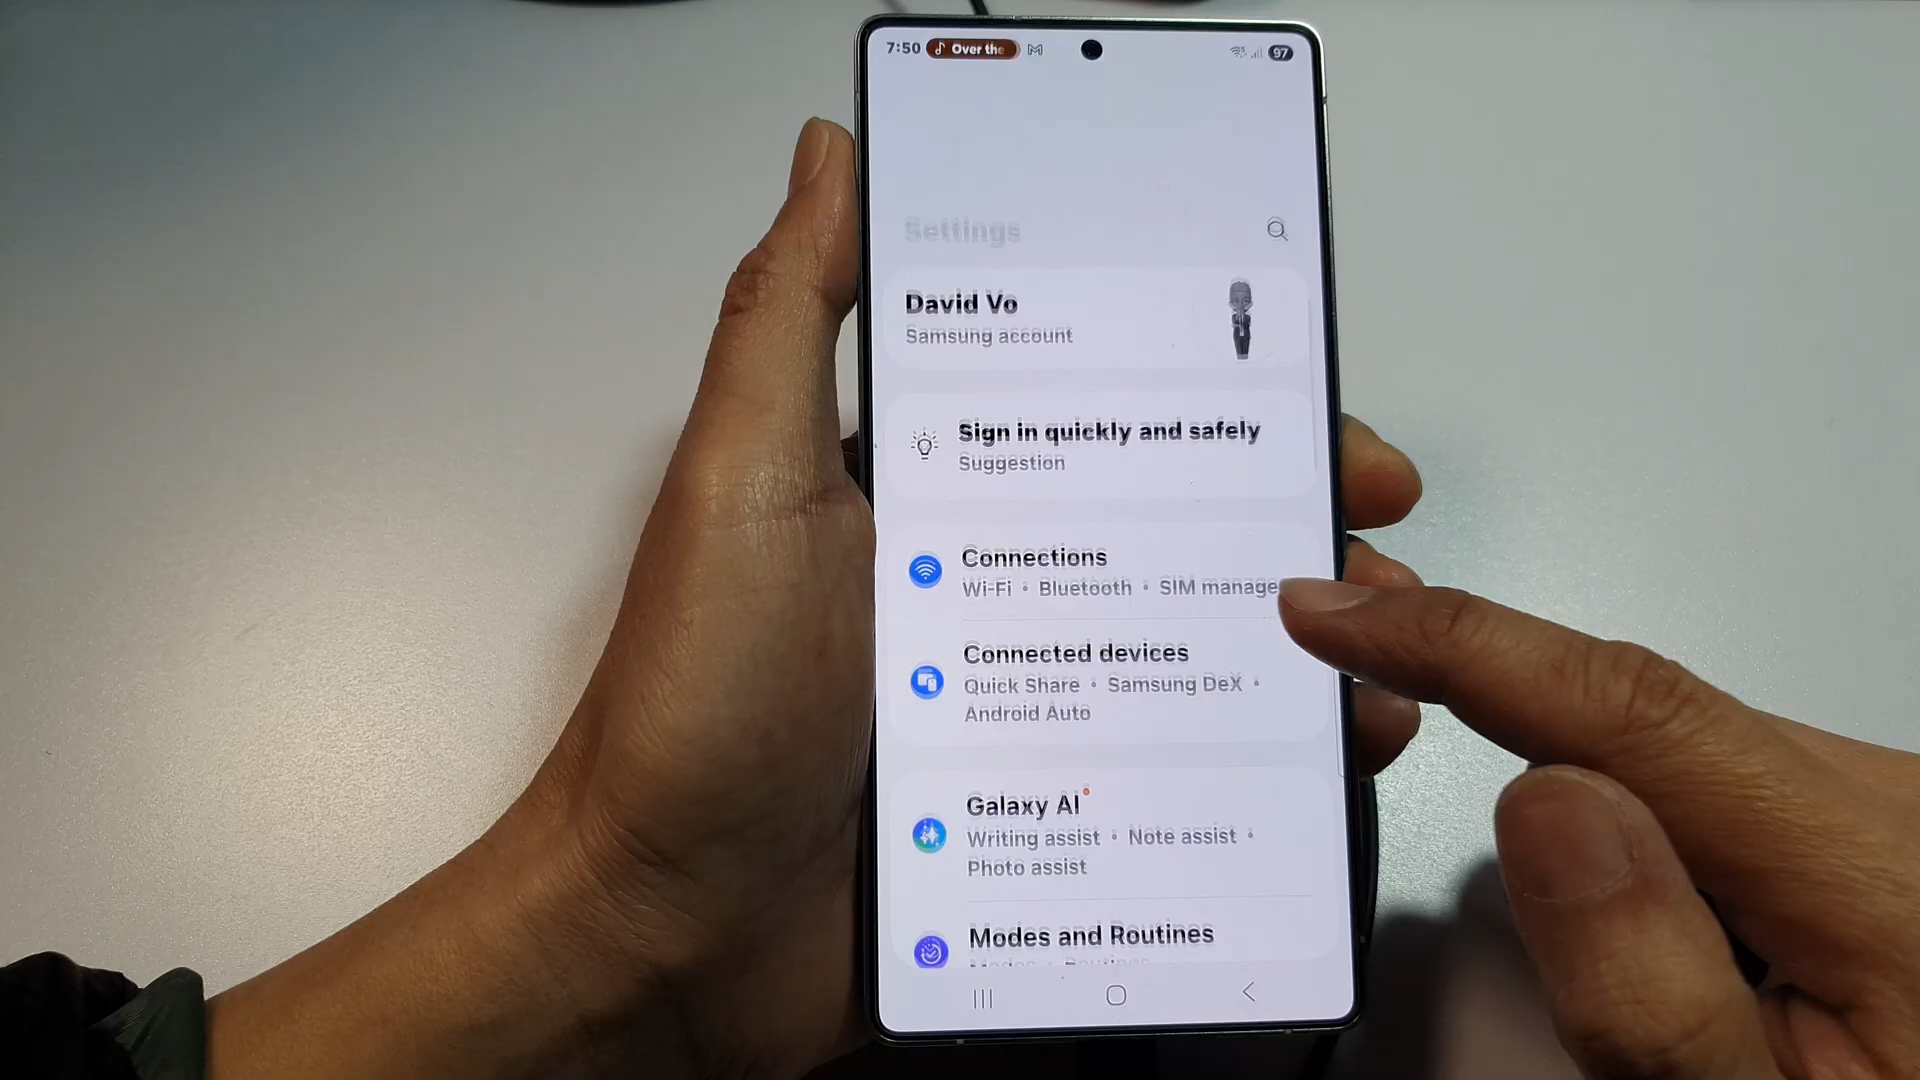 7:50 Over the 97
Settings
David Vo
Samsung account
Sign in quickly and safely
Suggestion
Connections
Wi-Fi • Bluetooth • SIM manage
Connected devices
Quick Share • Samsung DeX •
Android Auto
Galaxy AI
Writing assist • Note assist •
Photo assist
Modes and Routines
Modes • Routines